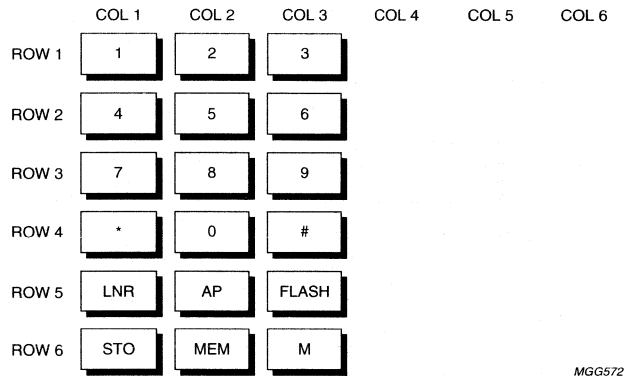 COL 1 COL 2 COL 3 COL 4 COL 5 COL 6
ROW 1 1 2 3
ROW 2 4 5 6
ROW 3 7 8 9
ROW 4 * 0 #
ROW 5 LNR AP FLASH
ROW 6 STO MEM M
MGG572